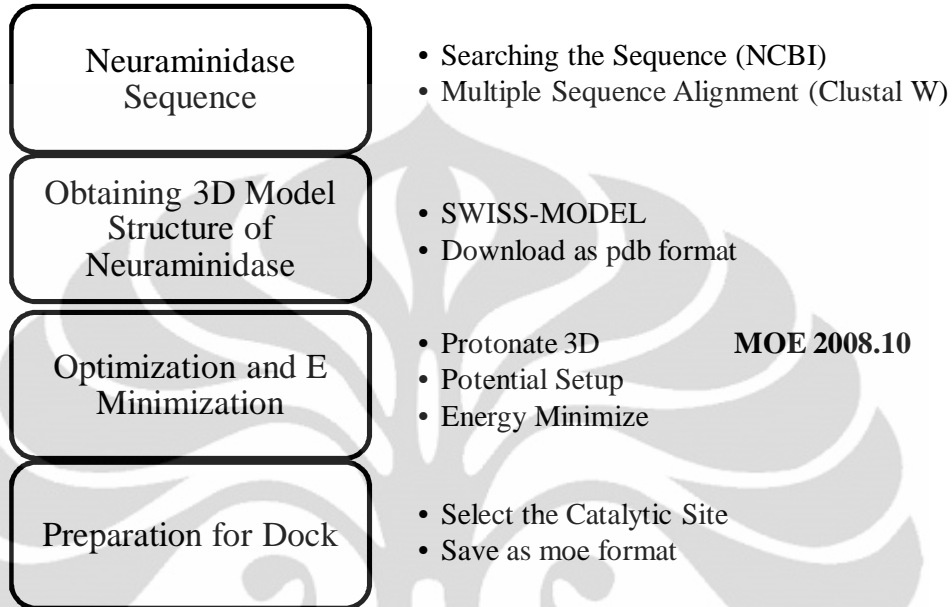 Neuraminidase
Sequence
• Searching the Sequence (NCBI)
• Multiple Sequence Alignment (Clustal W)
Obtaining 3D Model
Structure of
Neuraminidase
• SWISS-MODEL
• Download as pdb format
Optimization and E
Minimization
• Protonate 3D MOE 2008.10
• Potential Setup
• Energy Minimize
Preparation for Dock
• Select the Catalytic Site
• Save as moe format